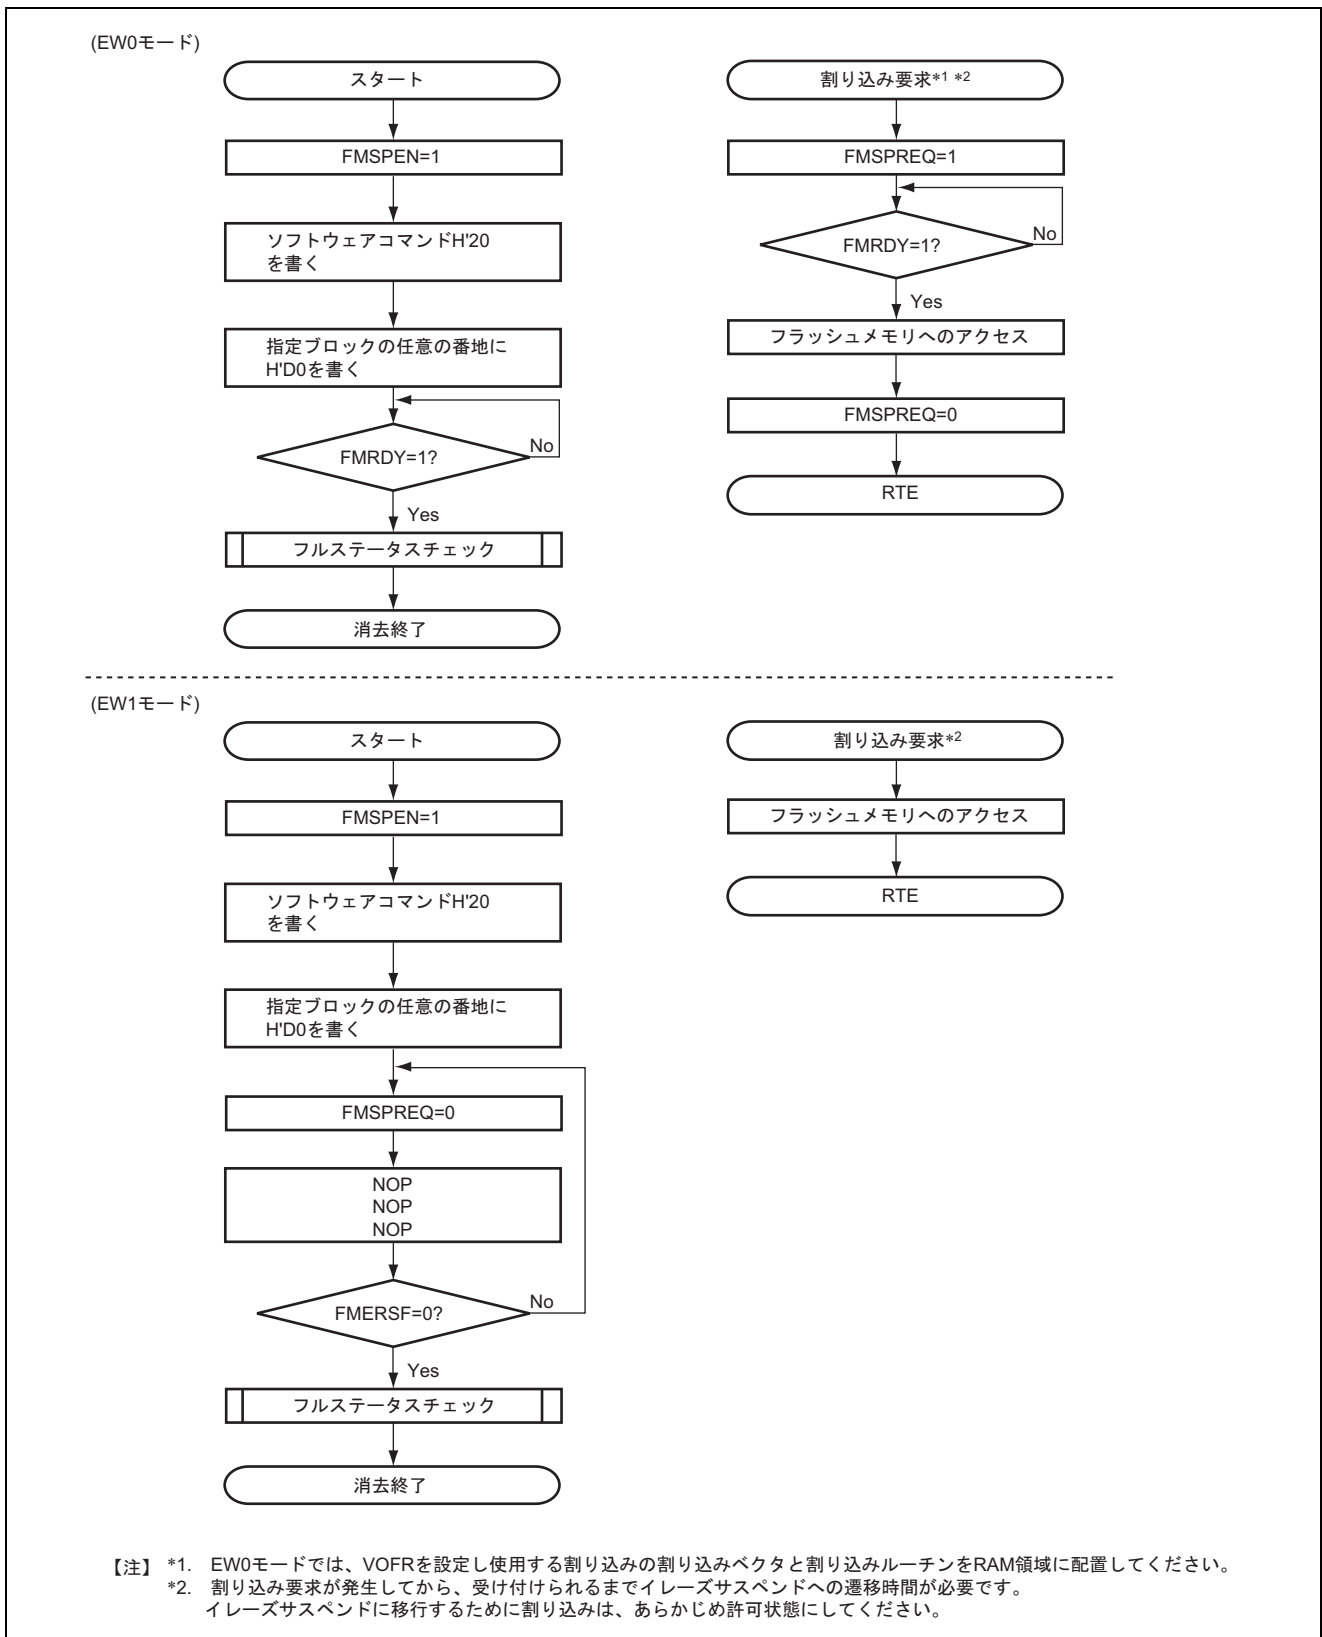 (EW0モード)
スタート
FMSPEN=1
ソフトウェアコマンドH'20
を書く
指定ブロックの任意の番地に
H'D0を書く
FMRDY=1?
No
Yes
フルステータスチェック
消去終了
割り込み要求*1 *2
FMSPREQ=1
FMRDY=1?
No
Yes
フラッシュメモリへのアクセス
FMSPREQ=0
RTE
(EW1モード)
スタート
FMSPEN=1
ソフトウェアコマンドH'20
を書く
指定ブロックの任意の番地に
H'D0を書く
FMSPREQ=0
NOP
NOP
NOP
FMERSF=0?
No
Yes
フルステータスチェック
消去終了
割り込み要求*2
フラッシュメモリへのアクセス
RTE
【注】 *1. EW0モードでは、VOFRを設定し使用する割り込みの割り込みベクタと割り込みルーチンをRAM領域に配置してください。
*2. 割り込み要求が発生してから、受け付けられるまでイレーズサスペンドへの遷移時間が必要です。
イレーズサスペンドに移行するために割り込みは、あらかじめ許可状態にしてください。